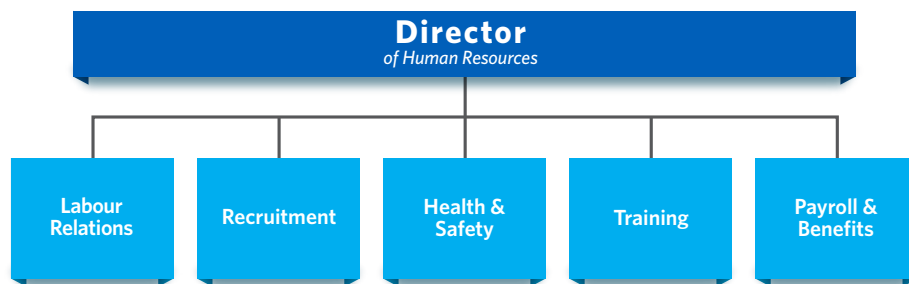 Director
of Human Resources
Labour
Relations
Recruitment
Health &
Safety
Training
Payroll &
Benefits